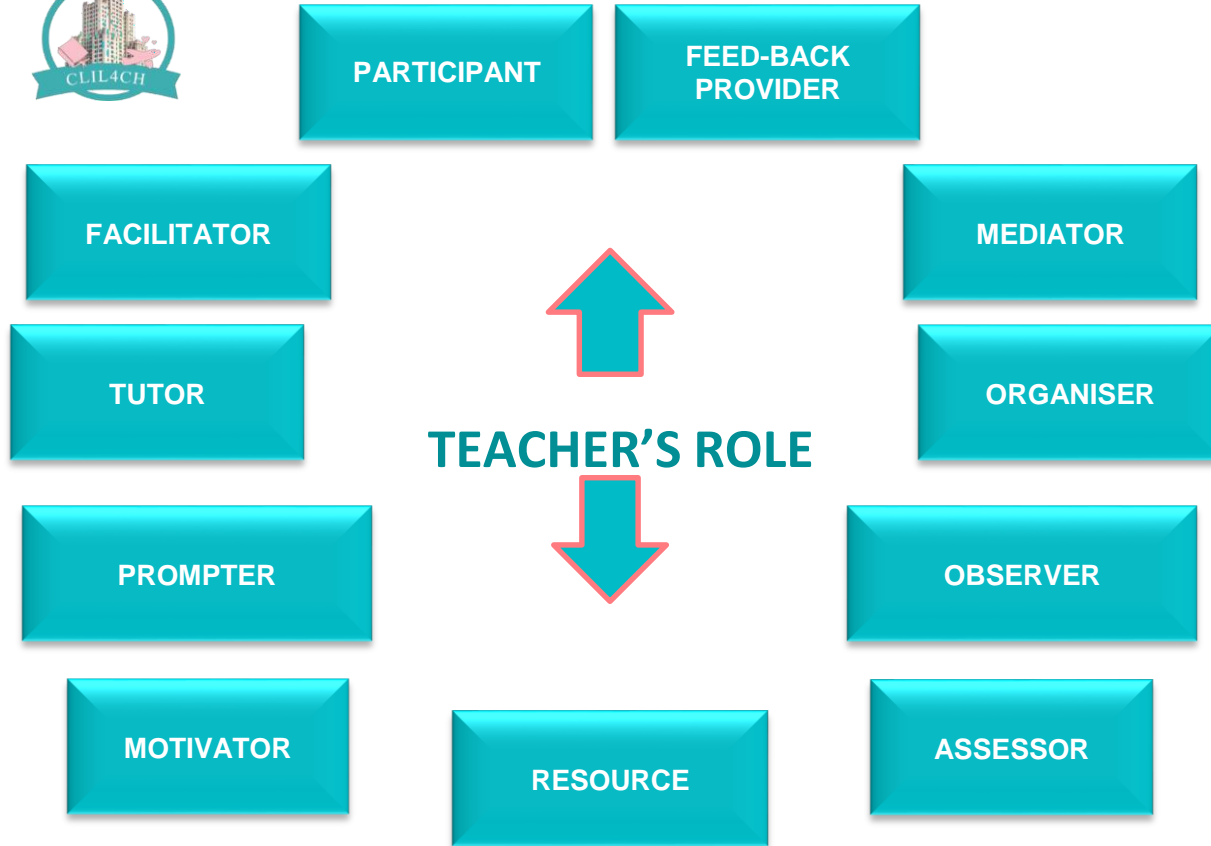 CLIL4CH
PARTICIPANT
FEED-BACK
PROVIDER
FACILITATOR
MEDIATOR
TUTOR
ORGANISER
TEACHER’S ROLE
PROMPTER
OBSERVER
MOTIVATOR
RESOURCE
ASSESSOR